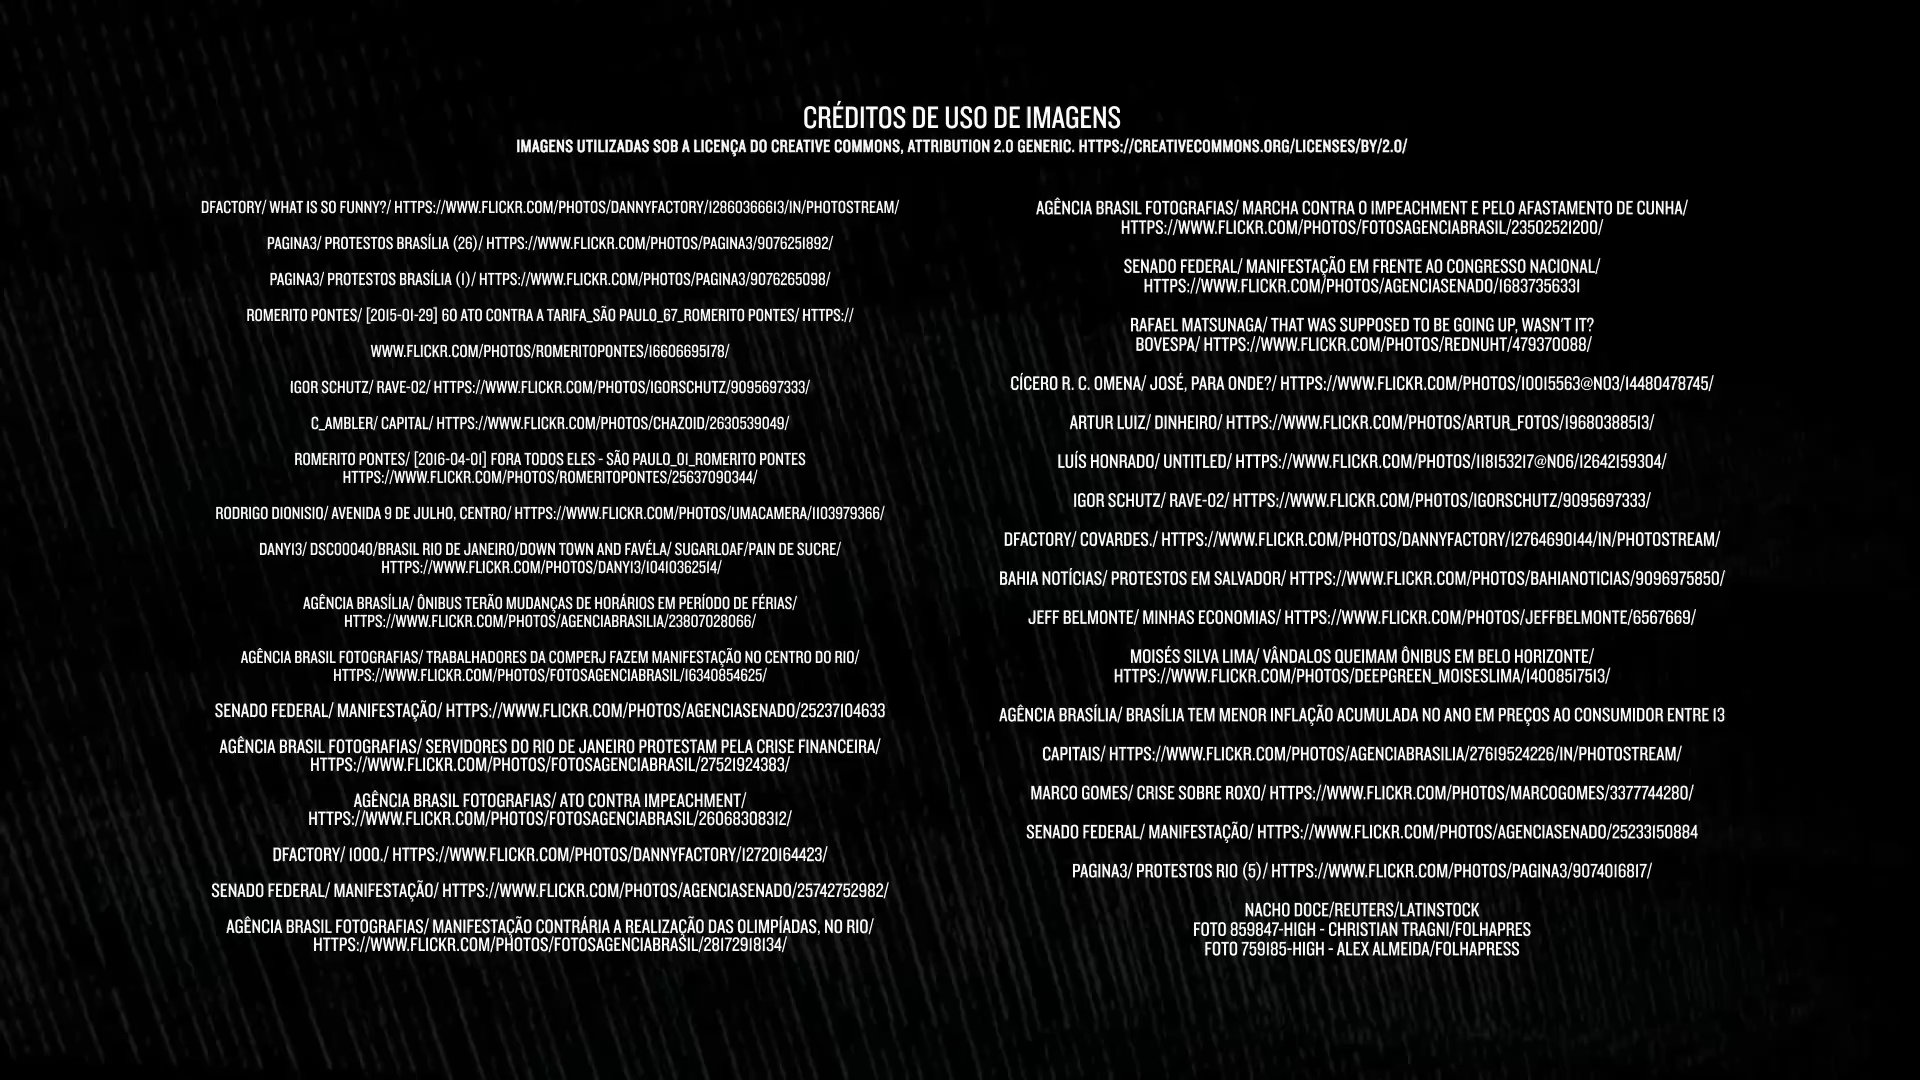 CRÉDITOS DE USO DE IMAGENS
IMAGENS UTILIZADAS SOB A LICENÇA DO CREATIVE COMMONS, ATTRIBUTION 2.0 GENERIC. HTTPS://CREATIVECOMMONS.ORG/LICENSES/BY/2.0/
DFACTORY/ WHAT IS SO FUNNY?/ HTTPS://WWW.FLICKR.COM/PHOTOS/DANNYFACTORY/12860366613/IN/PHOTOSTREAM/
PAGINA3/ PROTESTOS BRASÍLIA (26)/ HTTPS://WWW.FLICKR.COM/PHOTOS/PAGINA3/9076251892/
PAGINA3/ PROTESTOS BRASÍLIA (1)/ HTTPS://WWW.FLICKR.COM/PHOTOS/PAGINA3/9076265098/
ROMERITO PONTES/ [2015-01-29] 6O ATO CONTRA A TARIFA_SÃO PAULO_67_ROMERITO PONTES/ HTTPS://
WWW.FLICKR.COM/PHOTOS/ROMERITOPONTES/16606695178/
IGOR SCHUTZ/ RAVE-02/ HTTPS://WWW.FLICKR.COM/PHOTOS/IGORSCHUTZ/9095697333/
C_AMBLER/ CAPITAL/ HTTPS://WWW.FLICKR.COM/PHOTOS/CHAZOID/2630539049/
ROMERITO PONTES/ [2016-04-01] FORA TODOS ELES - SÃO PAULO_01_ROMERITO PONTES
HTTPS://WWW.FLICKR.COM/PHOTOS/ROMERITOPONTES/25637090344/
RODRIGO DIONISIO/ AVENIDA 9 DE JULHO, CENTRO/ HTTPS://WWW.FLICKR.COM/PHOTOS/UMACAMERA/1103979366/
DANY13/ DSC00040/BRASIL RIO DE JANEIRO/DOWN TOWN AND FAVÉLA/ SUGARLOAF/PAIN DE SUCRE/
HTTPS://WWW.FLICKR.COM/PHOTOS/DANY13/10410362514/
AGÊNCIA BRASÍLIA/ ÔNIBUS TERÃO MUDANÇAS DE HORÁRIOS EM PERÍODO DE FÉRIAS/
HTTPS://WWW.FLICKR.COM/PHOTOS/AGENCIABRASILIA/23807028066/
AGÊNCIA BRASIL FOTOGRAFIAS/ TRABALHADORES DA COMPERJ FAZEM MANIFESTAÇÃO NO CENTRO DO RIO/
HTTPS://WWW.FLICKR.COM/PHOTOS/FOTOSAGENCIABRASIL/16340854625/
SENADO FEDERAL/ MANIFESTAÇÃO/ HTTPS://WWW.FLICKR.COM/PHOTOS/AGENCIASENADO/25237104633
AGÊNCIA BRASIL FOTOGRAFIAS/ SERVIDORES DO RIO DE JANEIRO PROTESTAM PELA CRISE FINANCEIRA/
HTTPS://WWW.FLICKR.COM/PHOTOS/FOTOSAGENCIABRASIL/27521924383/
AGÊNCIA BRASIL FOTOGRAFIAS/ ATO CONTRA IMPEACHMENT/
HTTPS://WWW.FLICKR.COM/PHOTOS/FOTOSAGENCIABRASIL/26068308312/
DFACTORY/ 1000./ HTTPS://WWW.FLICKR.COM/PHOTOS/DANNYFACTORY/12720164423/
SENADO FEDERAL/ MANIFESTAÇÃO/ HTTPS://WWW.FLICKR.COM/PHOTOS/AGENCIASENADO/25742752982/
AGÊNCIA BRASIL FOTOGRAFIAS/ MANIFESTAÇÃO CONTRÁRIA A REALIZAÇÃO DAS OLIMPÍADAS, NO RIO/
HTTPS://WWW.FLICKR.COM/PHOTOS/FOTOSAGENCIABRASIL/28172918134/
AGÊNCIA BRASIL FOTOGRAFIAS/ MARCHA CONTRA O IMPEACHMENT E PELO AFASTAMENTO DE CUNHA/
HTTPS://WWW.FLICKR.COM/PHOTOS/FOTOSAGENCIABRASIL/23502521200/
SENADO FEDERAL/ MANIFESTAÇÃO EM FRENTE AO CONGRESSO NACIONAL/
HTTPS://WWW.FLICKR.COM/PHOTOS/AGENCIASENADO/16837356331
RAFAEL MATSUNAGA/ THAT WAS SUPPOSED TO BE GOING UP, WASN'T IT?
BOVESPA/ HTTPS://WWW.FLICKR.COM/PHOTOS/REDNUHT/479370088/
CÍCERO R. C. OMENA/ JOSÉ, PARA ONDE?/ HTTPS://WWW.FLICKR.COM/PHOTOS/10015563@N03/14480478745/
ARTUR LUIZ/ DINHEIRO/ HTTPS://WWW.FLICKR.COM/PHOTOS/ARTUR_FOTOS/19680388513/
LUÍS HONRADO/ UNTITLED/ HTTPS://WWW.FLICKR.COM/PHOTOS/118153217@N06/12642159304/
IGOR SCHUTZ/ RAVE-02/ HTTPS://WWW.FLICKR.COM/PHOTOS/IGORSCHUTZ/9095697333/
DFACTORY/ COVARDES./ HTTPS://WWW.FLICKR.COM/PHOTOS/DANNYFACTORY/12764690144/IN/PHOTOSTREAM/
BAHIA NOTÍCIAS/ PROTESTOS EM SALVADOR/ HTTPS://WWW.FLICKR.COM/PHOTOS/BAHIANOTICIAS/9096975850/
JEFF BELMONTE/ MINHAS ECONOMIAS/ HTTPS://WWW.FLICKR.COM/PHOTOS/JEFFBELMONTE/6567669/
MOISÉS SILVA LIMA/ VÂNDALOS QUEIMAM ÔNIBUS EM BELO HORIZONTE/
HTTPS://WWW.FLICKR.COM/PHOTOS/DEEPGREEN_MOISESLIMA/14008517513/
AGÊNCIA BRASÍLIA/ BRASÍLIA TEM MENOR INFLAÇÃO ACUMULADA NO ANO EM PREÇOS AO CONSUMIDOR ENTRE 13
CAPITAIS/ HTTPS://WWW.FLICKR.COM/PHOTOS/AGENCIABRASILIA/27619524226/IN/PHOTOSTREAM/
MARCO GOMES/ CRISE SOBRE ROXO/ HTTPS://WWW.FLICKR.COM/PHOTOS/MARCOGOMES/3377744280/
SENADO FEDERAL/ MANIFESTAÇÃO/ HTTPS://WWW.FLICKR.COM/PHOTOS/AGENCIASENADO/25233150884
PAGINA3/ PROTESTOS RIO (5)/ HTTPS://WWW.FLICKR.COM/PHOTOS/PAGINA3/9074016817/
NACHO DOCE/REUTERS/LATINSTOCK
FOTO 859847-HIGH - CHRISTIAN TRAGNI/FOLHAPRES
FOTO 759185-HIGH - ALEX ALMEIDA/FOLHAPRESS